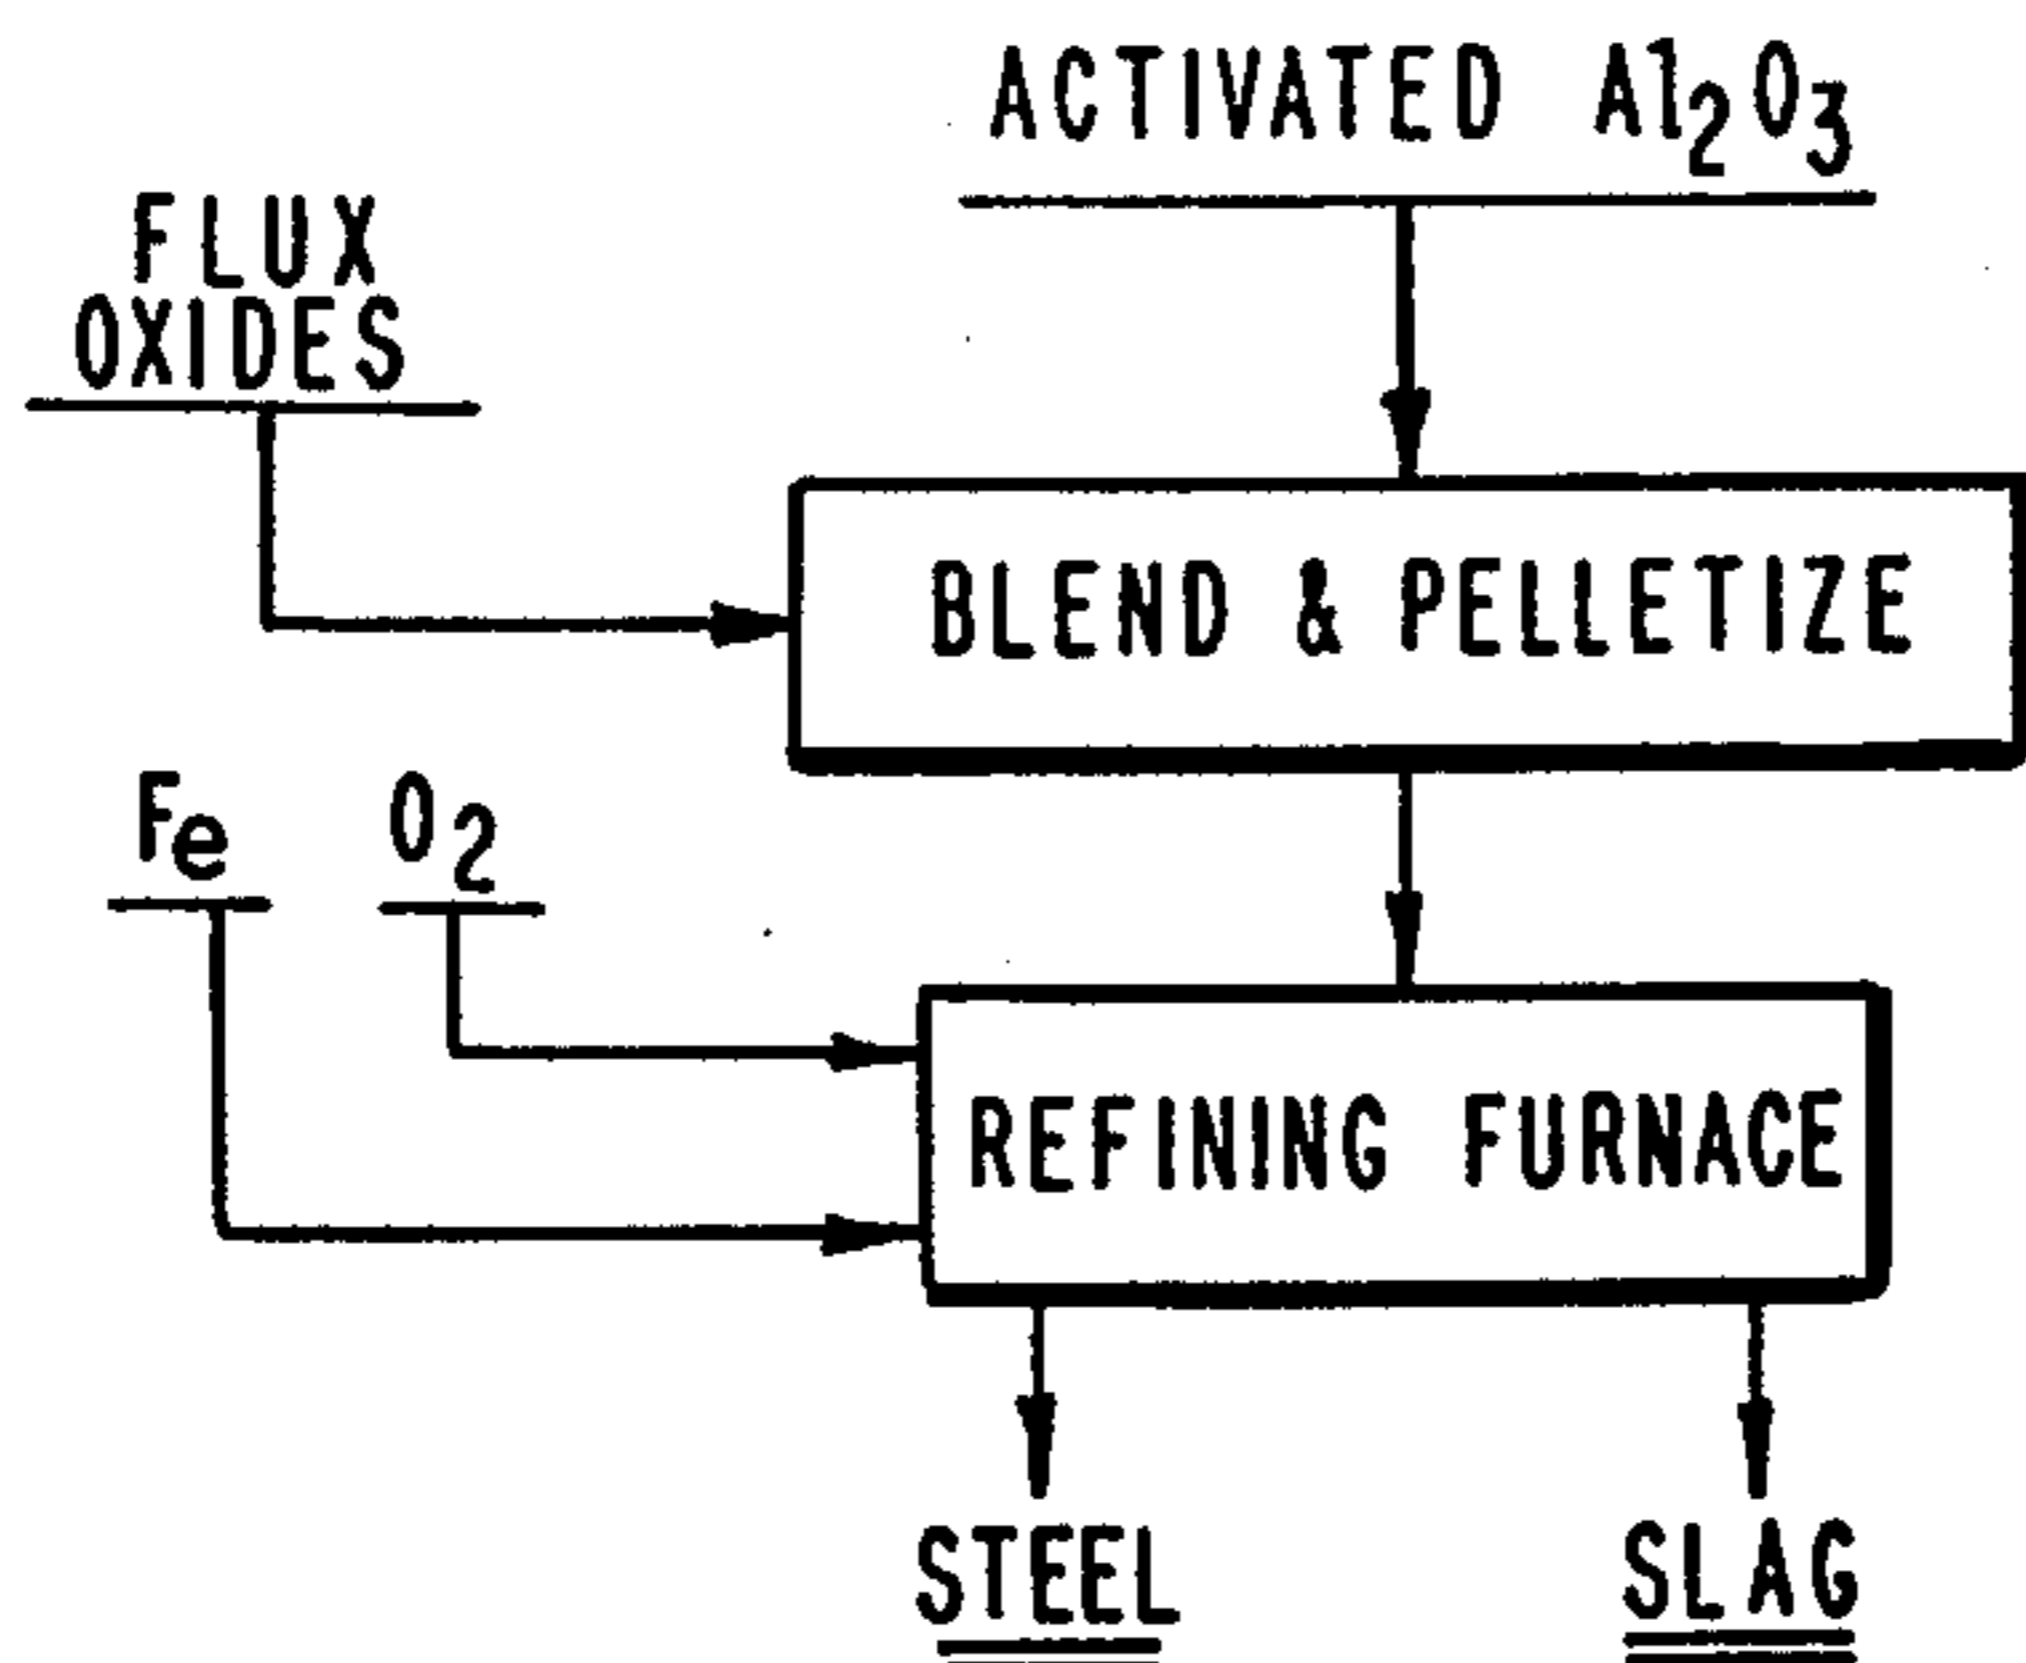 ACTIVATED Al₂O₃
FLUX
OXIDES
BLEND & PELLETIZE
Fe O₂
REFINING FURNACE
STEEL SLAG